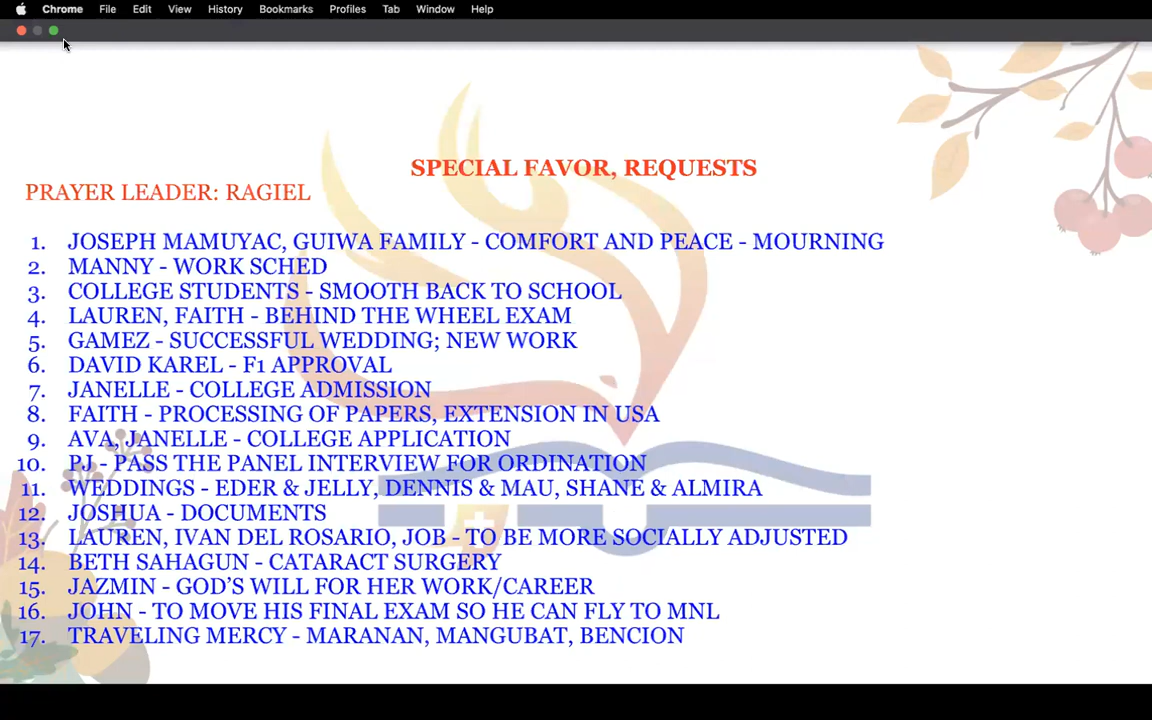 Chrome File Edit View History Bookmarks Profiles Tab Window Help
SPECIAL FAVOR, REQUESTS
PRAYER LEADER: RAGIEL
1. JOSEPH MAMUYAC, GUIWA FAMILY - COMFORT AND PEACE - MOURNING
2. MANNY - WORK SCHED
3. COLLEGE STUDENTS - SMOOTH BACK TO SCHOOL
4. LAUREN, FAITH - BEHIND THE WHEEL EXAM
5. GAMEZ - SUCCESSFUL WEDDING; NEW WORK
6. DAVID KAREL - F1 APPROVAL
7. JANELLE - COLLEGE ADMISSION
8. FAITH - PROCESSING OF PAPERS, EXTENSION IN USA
9. AVA, JANELLE - COLLEGE APPLICATION
10. PJ - PASS THE PANEL INTERVIEW FOR ORDINATION
11. WEDDINGS - EDER & JELLY, DENNIS & MAU, SHANE & ALMIRA
12. JOSHUA - DOCUMENTS
13. LAUREN, IVAN DEL ROSARIO, JOB - TO BE MORE SOCIALLY ADJUSTED
14. BETH SAHAGUN - CATARACT SURGERY
15. JAZMIN - GOD'S WILL FOR HER WORK/CAREER
16. JOHN - TO MOVE HIS FINAL EXAM SO HE CAN FLY TO MNL
17. TRAVELING MERCY - MARANAN, MANGUBAT, BENCION